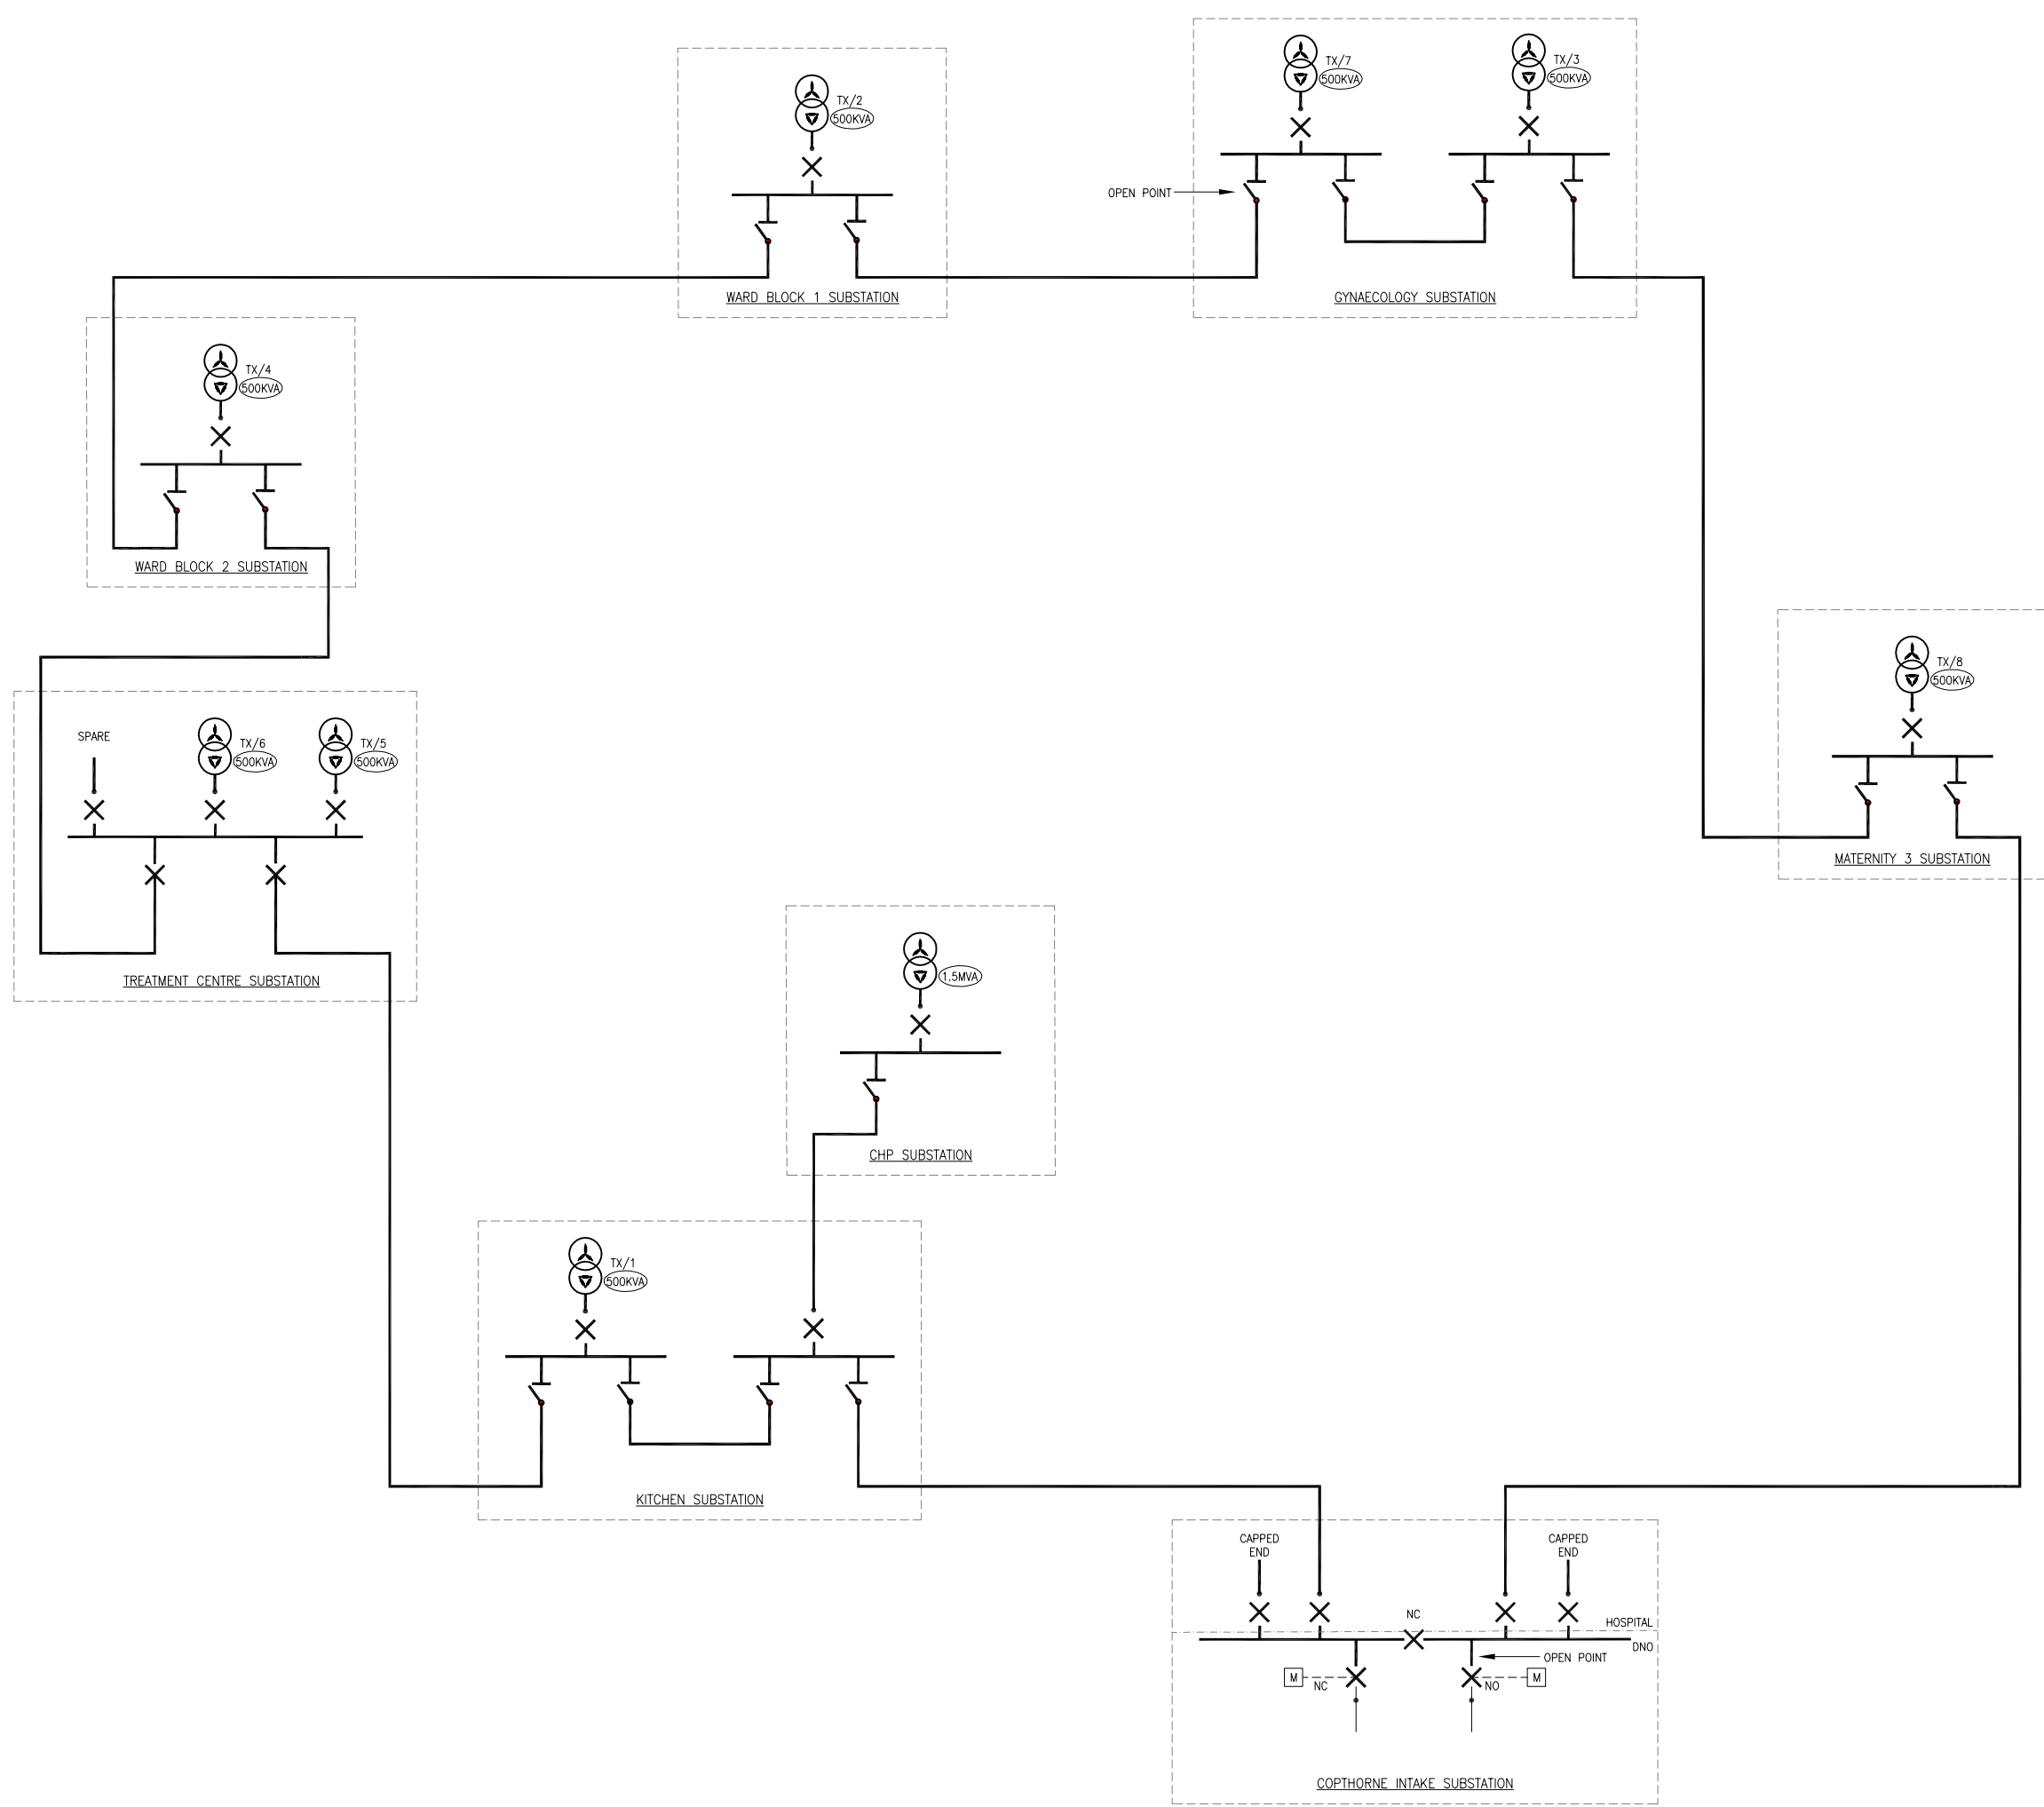 TX/7
500KVA
TX/3
500KVA
TX/2
500KVA
OPEN POINT
WARD BLOCK 1 SUBSTATION
GYNAECOLOGY SUBSTATION
TX/4
500KVA
WARD BLOCK 2 SUBSTATION
TX/8
500KVA
MATERNITY 3 SUBSTATION
SPARE
TX/6
500KVA
TX/5
500KVA
TREATMENT CENTRE SUBSTATION
1.5MVA
CHP SUBSTATION
TX/1
500KVA
KITCHEN SUBSTATION
CAPPED
END
CAPPED
END
NC
HOSPITAL
DNO
OPEN POINT
M
NC
NO
M
COPTHORNE INTAKE SUBSTATION